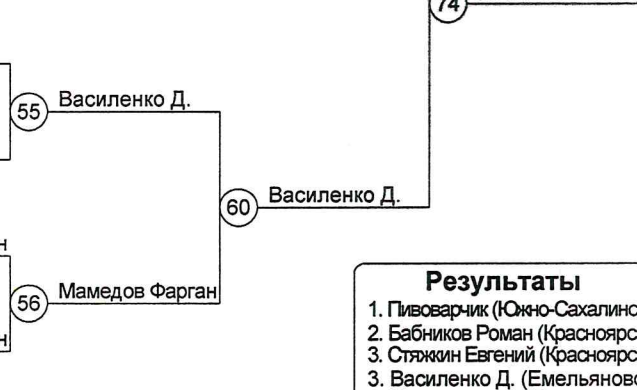 74
Василенко Д.
55
Василенко Д.
60
Мамедов Фарган
56
Результаты
1. Пивоварчик (Южно-Сахалинс
2. Бабников Роман (Красноярс
3. Стяжкин Евгений (Красноярс
3. Василенко Д. (Емельяново